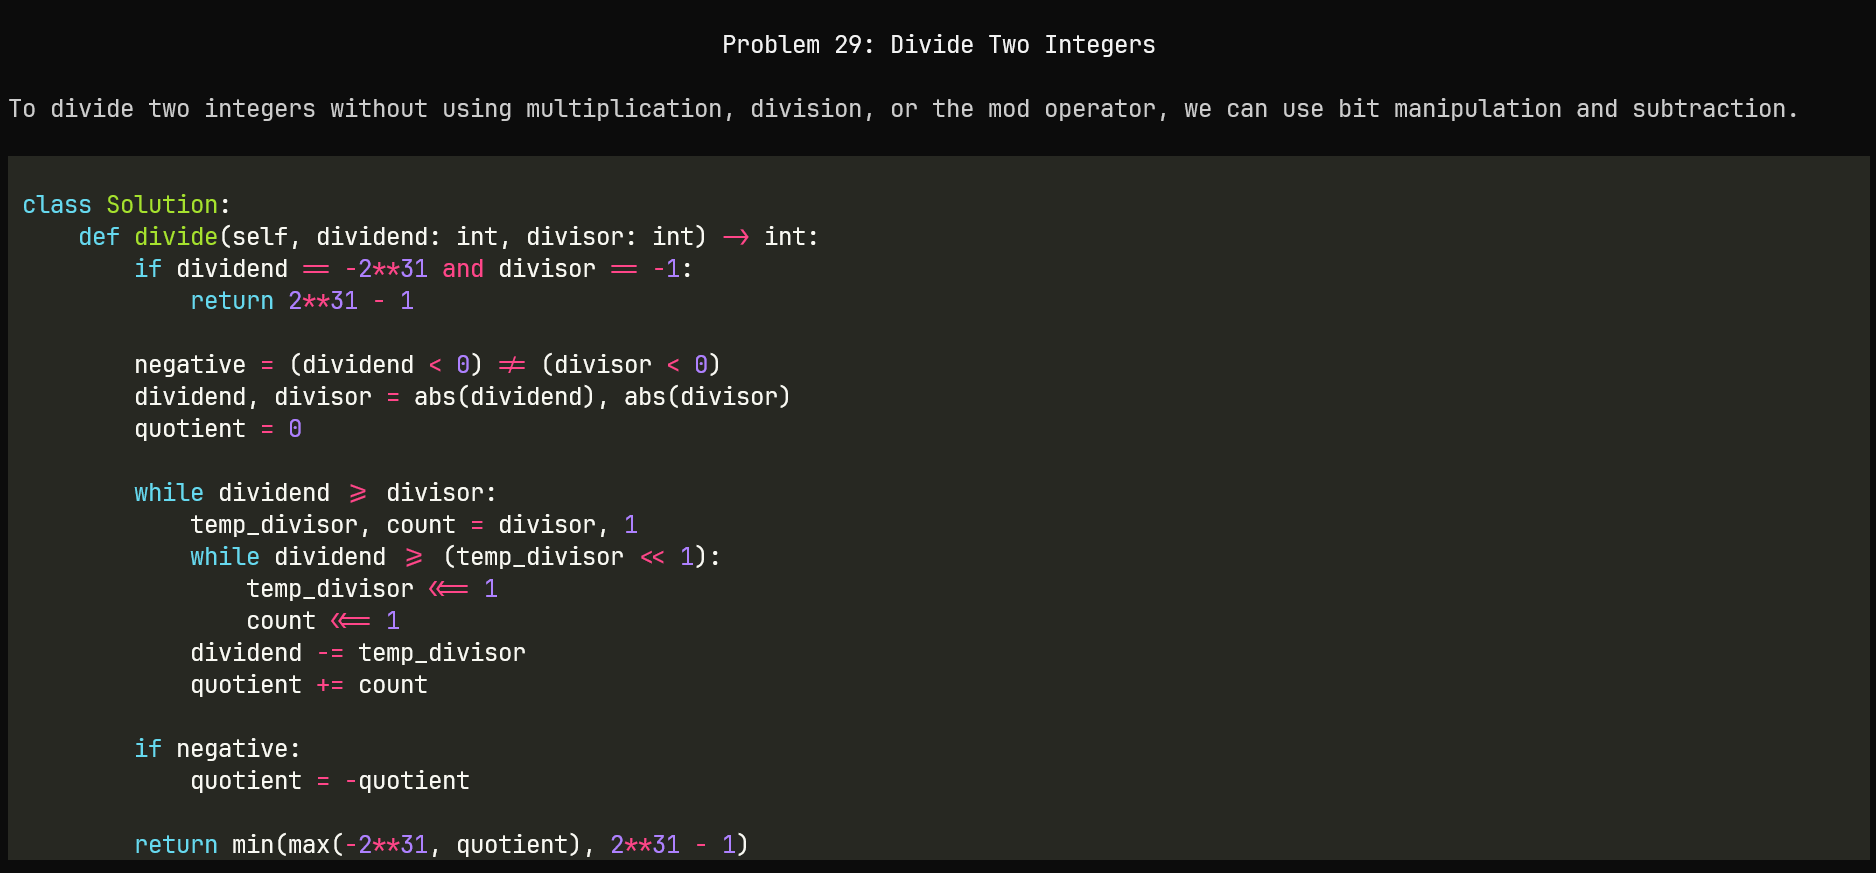 Problem 29: Divide Two Integers
To divide two integers without using multiplication, division, or the mod operator, we can use bit manipulation and subtraction.
class Solution:
    def divide(self, dividend: int, divisor: int) -> int:
        if dividend == -2**31 and divisor == -1:
            return 2**31 - 1
        negative = (dividend < 0) != (divisor < 0)
        dividend, divisor = abs(dividend), abs(divisor)
        quotient = 0
        while dividend >= divisor:
            temp_divisor, count = divisor, 1
            while dividend >= (temp_divisor << 1):
                temp_divisor <<= 1
                count <<= 1
            dividend -= temp_divisor
            quotient += count
        if negative:
            quotient = -quotient
        return min(max(-2**31, quotient), 2**31 - 1)